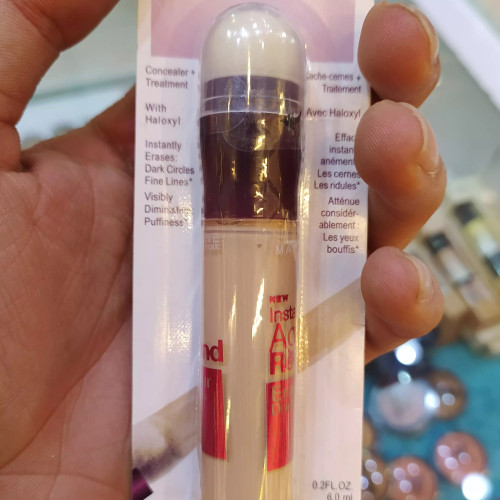 Concealer +
Treatment
With
Haloxyl
Instantly
Erases:
Dark Circles
Fine Lines*
Visibly
Puffiness*
Cache-cernes +
Traitement
Avec Haloxyl
Effac
instan
anément
Les cernes
Les ridules*
Atténue
considér-
ablement :
Les yeux
bouffis*
NEW
Insta
A
R
nd
0.2FL.OZ.
6.0 ml